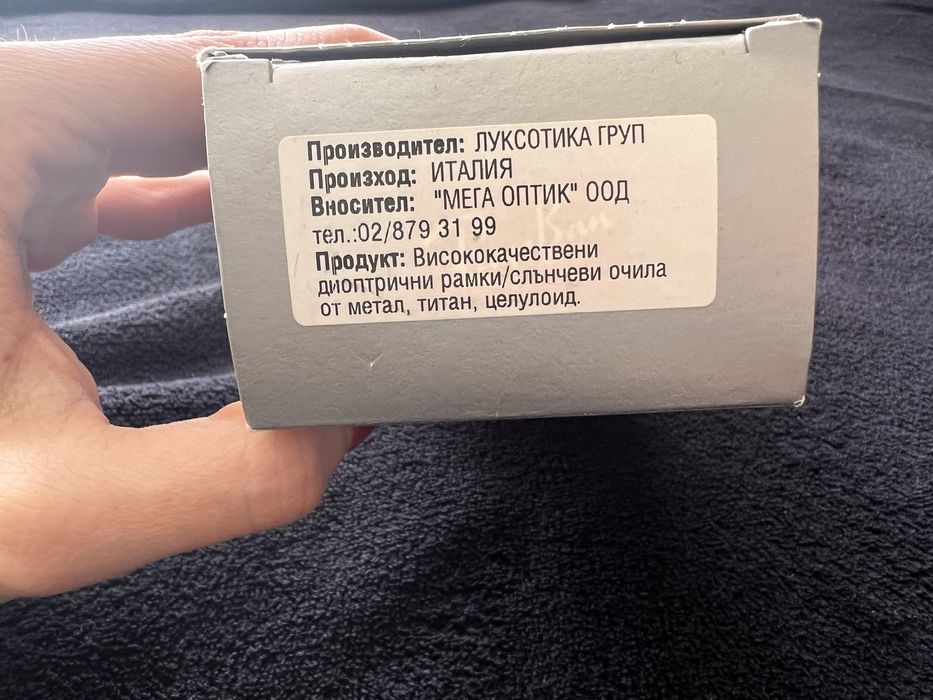 Производител: ЛУКСОТИКА ГРУП
Произход: ИТАЛИЯ
Вносител: "МЕГА ОПТИК" ООД
тел.:02/879 31 99
Продукт: Висококачествени
диоптрични рамки/слънчеви очила
от метал, титан, целулоид.